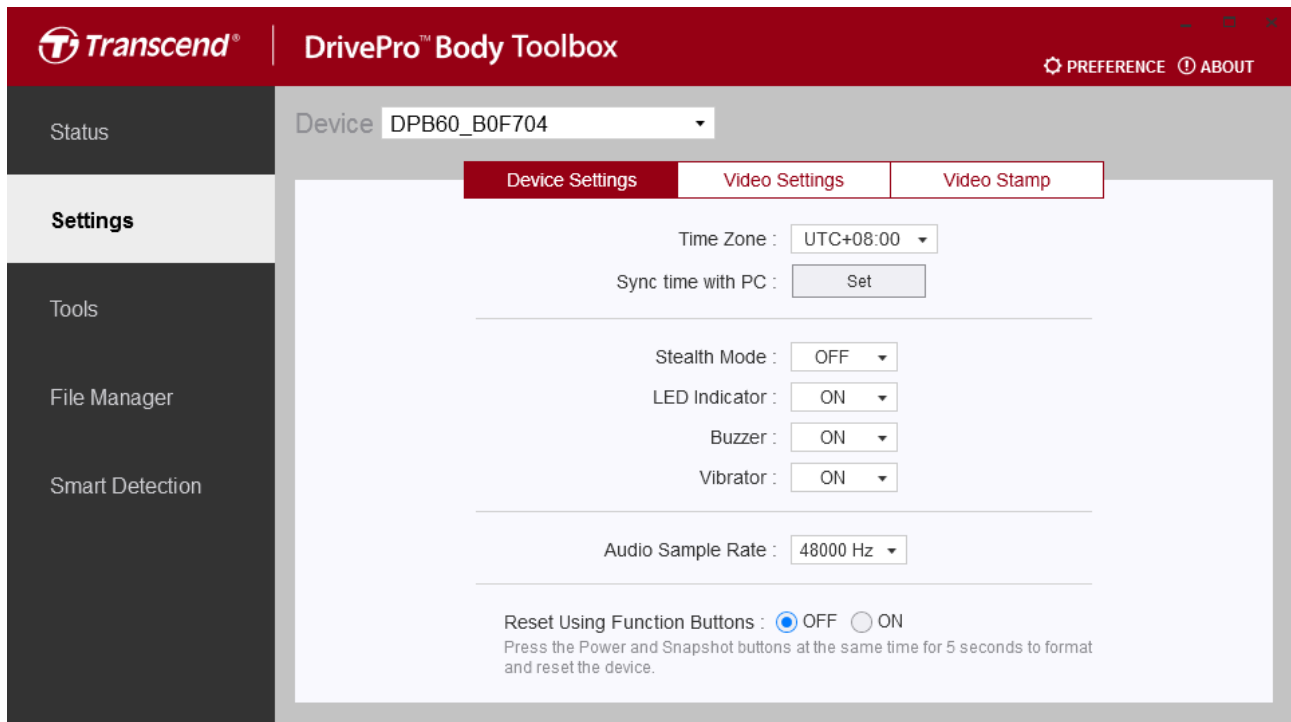 Transcend®
DrivePro™ Body Toolbox
PREFERENCE
ABOUT
Status
Settings
Tools
File Manager
Smart Detection
Device DPB60_B0F704
Device Settings
Video Settings
Video Stamp
Time Zone : UTC+08:00
Sync time with PC : Set
Stealth Mode : OFF
LED Indicator : ON
Buzzer : ON
Vibrator : ON
Audio Sample Rate : 48000 Hz
Reset Using Function Buttons : OFF ON
Press the Power and Snapshot buttons at the same time for 5 seconds to format
and reset the device.